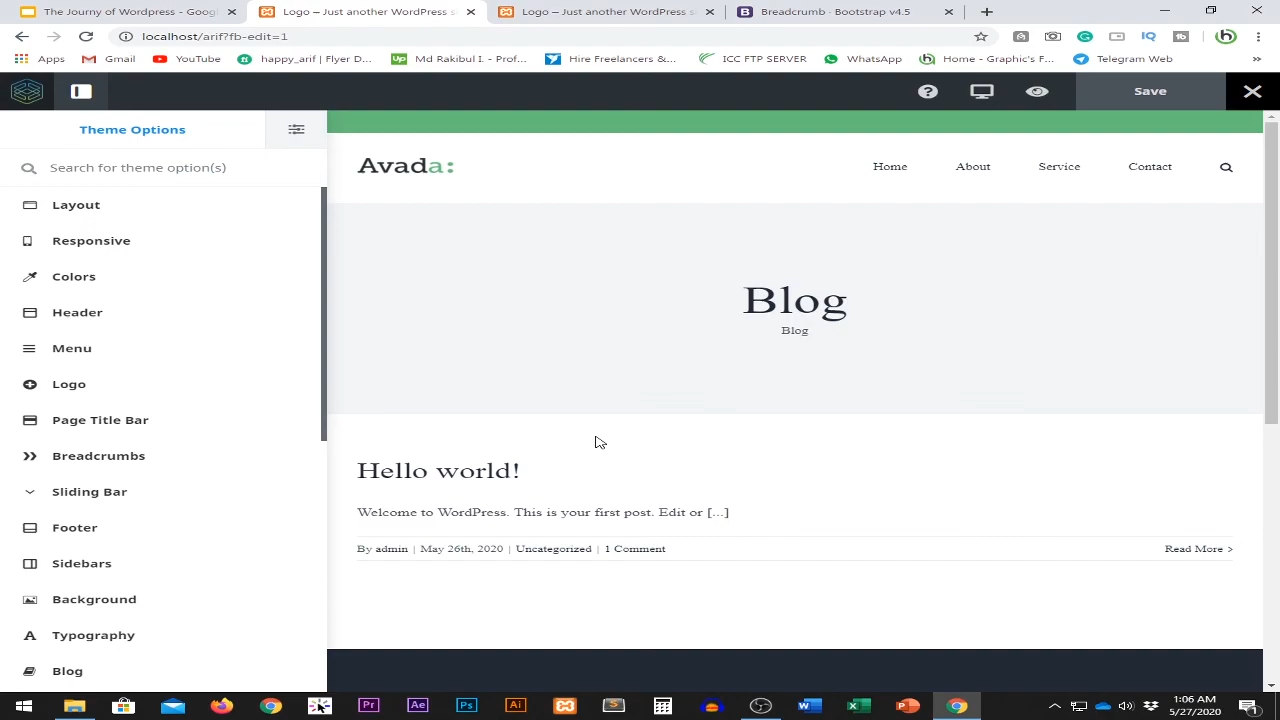 The Journy of Wordpress - Googl
Logo – Just another WordPress s
Logo – Just another WordPress s
Breadcrumb · Bootstrap v4.5
localhost/arif?fb-edit=1
Apps
Gmail
YouTube
happy_arif | Flyer D...
Md Rakibul I. - Prof...
Hire Freelancers &...
ICC FTP SERVER
WhatsApp
Home - Graphic's F...
Telegram Web
Save
Theme Options
Search for theme option(s)
Layout
Responsive
Colors
Header
Menu
Logo
Page Title Bar
Breadcrumbs
Sliding Bar
Footer
Sidebars
Background
Typography
Blog
Avada:
Home
About
Service
Contact
Blog
Blog
Hello world!
Welcome to WordPress. This is your first post. Edit or [...]
By admin | May 26th, 2020 | Uncategorized | 1 Comment
Read More >
1:06 AM
5/27/2020